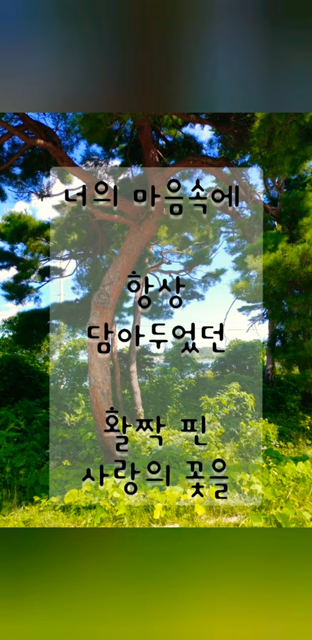 너의 마음속에
항상
담아두었던
활짝 핀
사랑의 꽃을